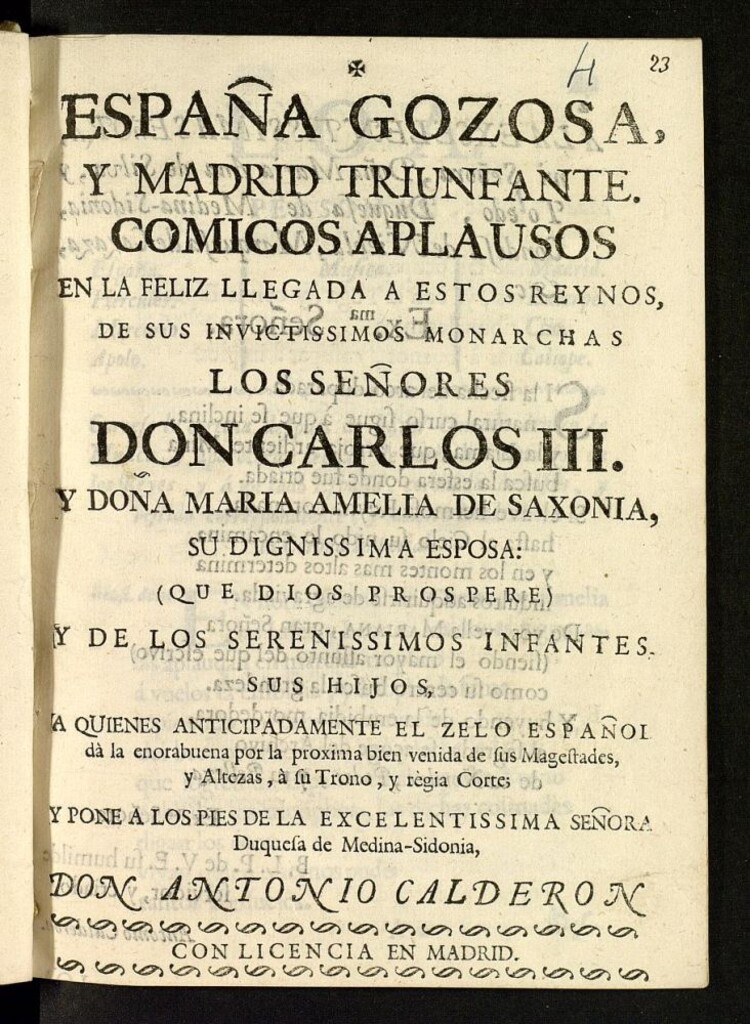 ✠
H
23
ESPAÑA GOZOSA,
Y MADRID TRIUNFANTE.
COMICOS APLAUSOS
EN LA FELIZ LLEGADA A ESTOS REYNOS,
DE SUS INVICTISSIMOS MONARCHAS
LOS SEÑORES
DON CARLOS III.
Y DOÑA MARIA AMELIA DE SAXONIA,
SU DIGNISSIMA ESPOSA:
(QUE DIOS PROSPERE)
Y DE LOS SERENISSIMOS INFANTES.
SUS HIJOS,
A QUIENES ANTICIPADAMENTE EL ZELO ESPAÑOL
dà la enorabuena por la proxima bien venida de ſus Mageſtades,
y Altezas, à ſu Trono, y règia Corte;
Y PONE A LOS PIES DE LA EXCELENTISSIMA SEÑORA
Duqueſa de Medina-Sidonia,
DON ANTONIO CALDERON
CON LICENCIA EN MADRID.